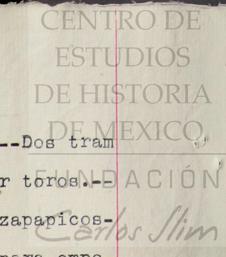 CENTRO DE
ESTUDIOS
DE HISTORIA
DE MEXICO
--Dos tram
r toros.--
FUNDACIÓN
zapapicos-
Carlos Slim